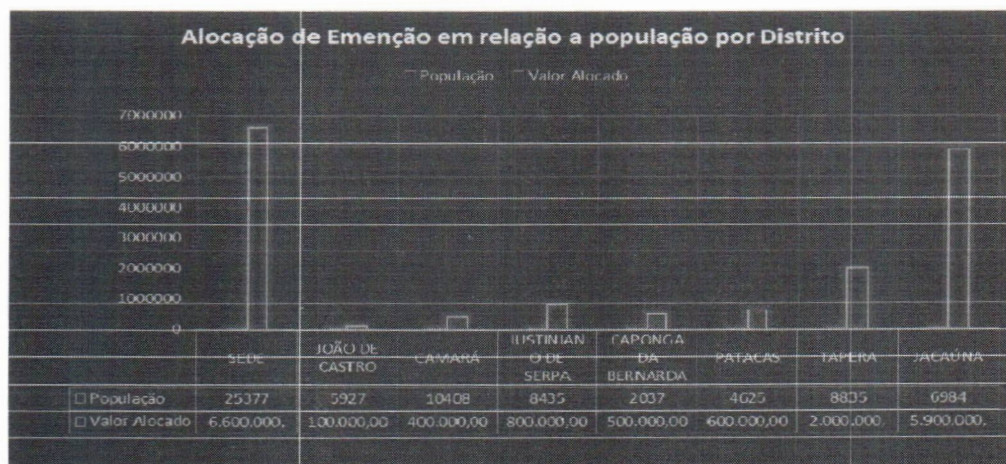 Alocação de Emenção em relação a população por Distrito
População Valor Alocado
7000000
6000000
5000000
4000000
3000000
2000000
1000000
0
SEDE
JOÃO DE
CASTRO
CAMARÁ
JUSTINIAN
O DE
SERPA
CAPONGA
DA
BERNARDA
PATACAS
TAPERA
JACAÚNA
População 25377 5927 10408 8435 2037 4625 8835 6984
Valor Alocado 6.600.000, 100.000,00 400.000,00 800.000,00 500.000,00 600.000,00 2.000.000, 5.900.000,